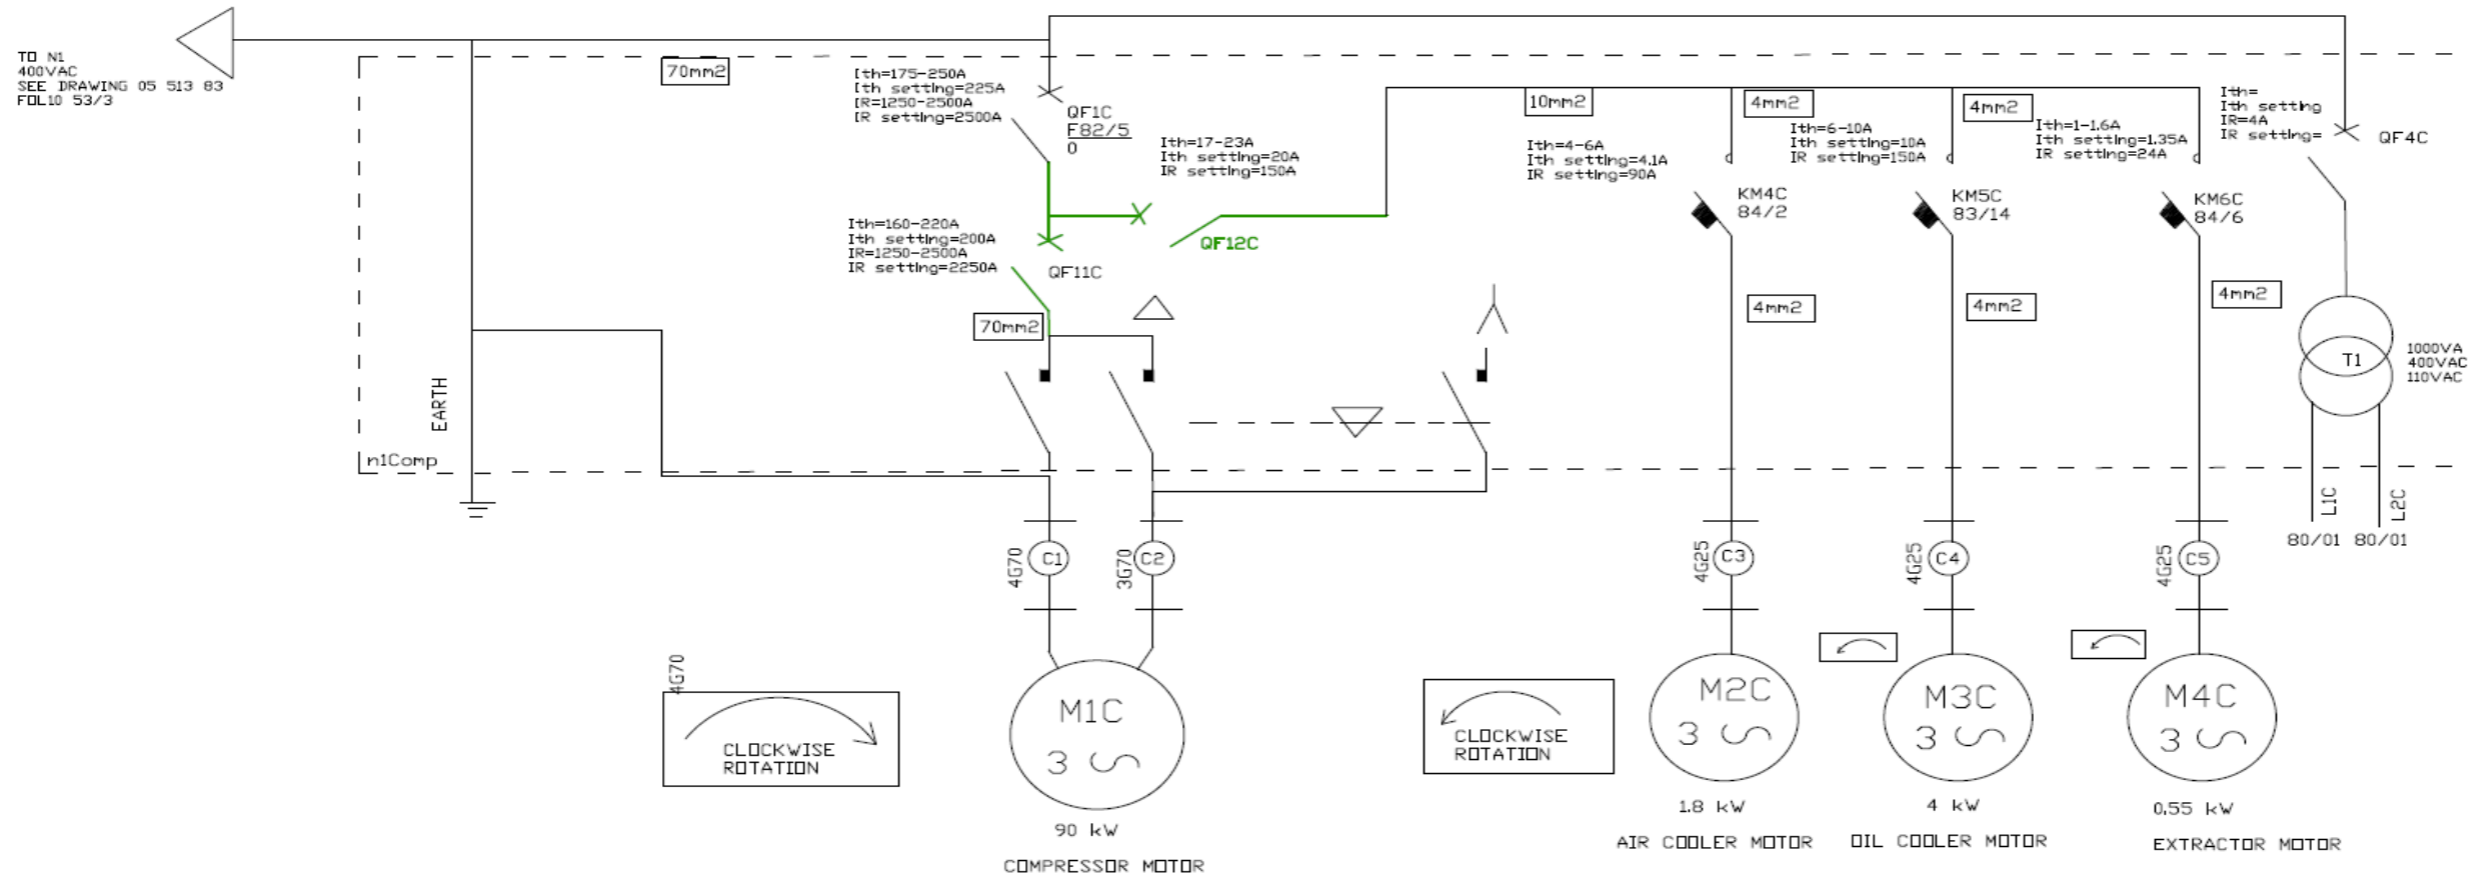 TO N1
400VAC
SEE DRAWING 05 513 83
FOL10 53/3
70mm2
Ith=175-250A
Ith setting=225A
IR=1250-2500A
IR setting=2500A
QF1C
F82/5
0
Ith=17-23A
Ith setting=20A
IR setting=150A
QF12C
Ith=160-220A
Ith setting=200A
IR=1250-2500A
IR setting=2250A
QF11C
70mm2
10mm2
Ith=4-6A
Ith setting=4.1A
IR setting=90A
4mm2
KM4C
84/2
4mm2
Ith=6-10A
Ith setting=10A
IR setting=150A
4mm2
KM5C
83/14
4mm2
Ith=1-1.6A
Ith setting=1.35A
IR setting=24A
KM6C
84/6
4mm2
Ith=
Ith setting
IR=4A
IR setting=
QF4C
T1
1000VA
400VAC
110VAC
L1C
L2C
80/01 80/01
EARTH
n1Comp
4G70
C1
3G70
C2
4G25
C3
4G25
C4
4G25
C5
4G70
CLOCKWISE
ROTATION
M1C
3
90 kW
COMPRESSOR MOTOR
CLOCKWISE
ROTATION
M2C
3
1.8 kW
AIR COOLER MOTOR
M3C
3
4 kW
OIL COOLER MOTOR
M4C
3
0,55 kW
EXTRACTOR MOTOR